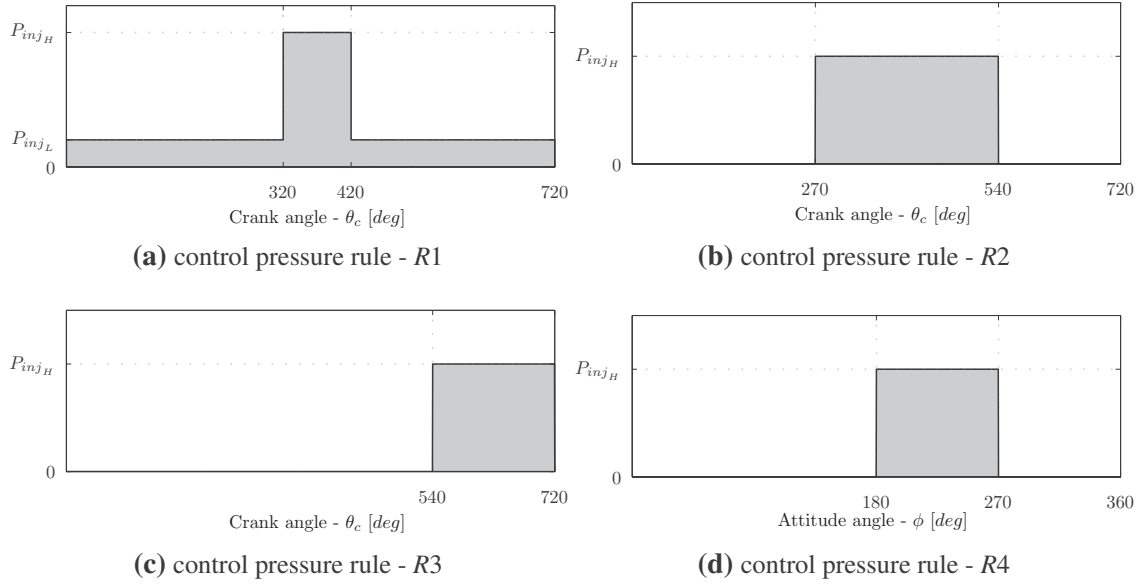 P_{inj_H}
P_{inj_L}
0
320 420 720
Crank angle - θ_c [deg]
(a) control pressure rule - R1
P_{inj_H}
0
270 540 720
Crank angle - θ_c [deg]
(b) control pressure rule - R2
P_{inj_H}
0
540 720
Crank angle - θ_c [deg]
(c) control pressure rule - R3
P_{inj_H}
0
180 270 360
Attitude angle - ϕ [deg]
(d) control pressure rule - R4